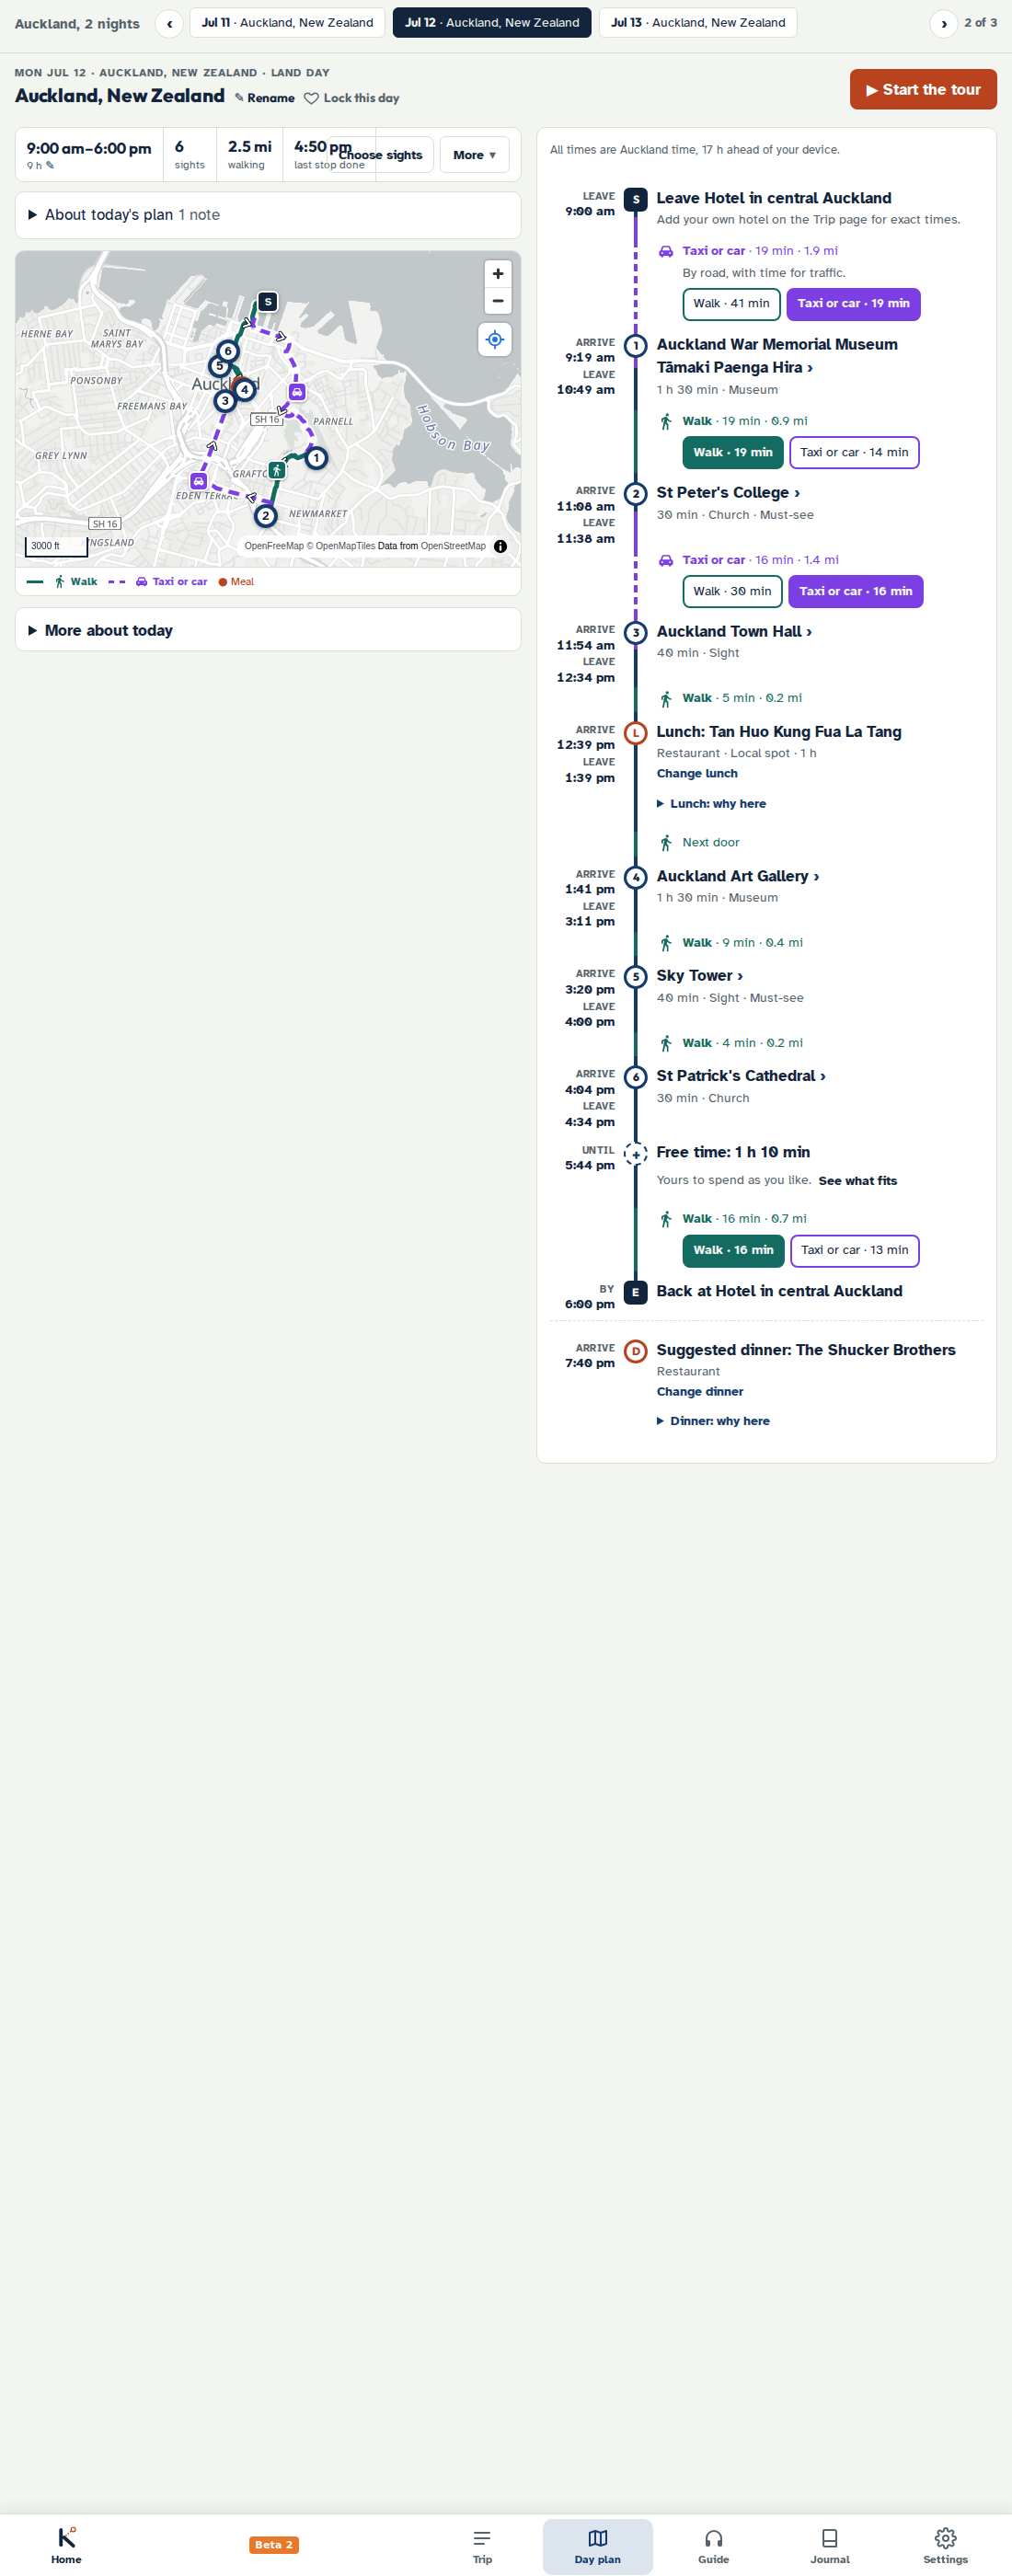 Auckland, 2 nights
‹
Jul 11 · Auckland, New Zealand
Jul 12 · Auckland, New Zealand
Jul 13 · Auckland, New Zealand
›
2 of 3
MON JUL 12 · AUCKLAND, NEW ZEALAND · LAND DAY
Auckland, New Zealand
✎ Rename
Lock this day
▶ Start the tour
9:00 am–6:00 pm
9 h ✎
6
sights
2.5 mi
walking
4:50 pm
last stop done
Choose sights
More ▼
▶ About today's plan 1 note
HERNE BAY
SAINT
MARYS BAY
PONSONBY
FREEMANS BAY
GREY LYNN
SH 16
PARNELL
Hobson Bay
NEWMARKET
SH 16
S
6
5
4
3
1
2
+
−
3000 ft
OpenFreeMap © OpenMapTiles Data from OpenStreetMap
Walk
Taxi or car
Meal
▶ More about today
All times are Auckland time, 17 h ahead of your device.
LEAVE
9:00 am
S
Leave Hotel in central Auckland
Add your own hotel on the Trip page for exact times.
Taxi or car · 19 min · 1.9 mi
By road, with time for traffic.
Walk · 41 min
Taxi or car · 19 min
ARRIVE
9:19 am
LEAVE
10:49 am
1
Auckland War Memorial Museum
Tāmaki Paenga Hira ›
1 h 30 min · Museum
Walk · 19 min · 0.9 mi
Walk · 19 min
Taxi or car · 14 min
ARRIVE
11:08 am
LEAVE
11:38 am
2
St Peter's College ›
30 min · Church · Must-see
Taxi or car · 16 min · 1.4 mi
Walk · 30 min
Taxi or car · 16 min
ARRIVE
11:54 am
LEAVE
12:34 pm
3
Auckland Town Hall ›
40 min · Sight
Walk · 5 min · 0.2 mi
ARRIVE
12:39 pm
LEAVE
1:39 pm
L
Lunch: Tan Huo Kung Fua La Tang
Restaurant · Local spot · 1 h
Change lunch
▶ Lunch: why here
Next door
ARRIVE
1:41 pm
LEAVE
3:11 pm
4
Auckland Art Gallery ›
1 h 30 min · Museum
Walk · 9 min · 0.4 mi
ARRIVE
3:20 pm
LEAVE
4:00 pm
5
Sky Tower ›
40 min · Sight · Must-see
Walk · 4 min · 0.2 mi
ARRIVE
4:04 pm
LEAVE
4:34 pm
6
St Patrick's Cathedral ›
30 min · Church
UNTIL
5:44 pm
+
Free time: 1 h 10 min
Yours to spend as you like. See what fits
Walk · 16 min · 0.7 mi
Walk · 16 min
Taxi or car · 13 min
BY
6:00 pm
E
Back at Hotel in central Auckland
ARRIVE
7:40 pm
D
Suggested dinner: The Shucker Brothers
Restaurant
Change dinner
▶ Dinner: why here
Home
Beta 2
Trip
Day plan
Guide
Journal
Settings